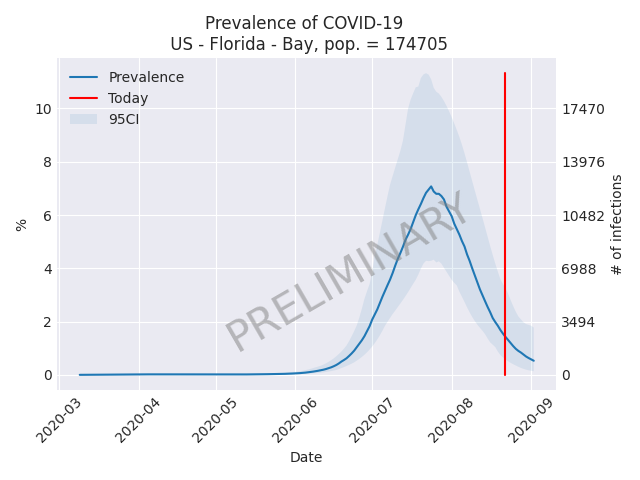 Prevalence of COVID-19
US - Florida - Bay, pop. = 174705
Prevalence
Today
95CI
10
8
6
4
2
0
%
17470
13976
10482
6988
3494
0
# of infections
PRELIMINARY
2020-03
2020-04
2020-05
2020-06
2020-07
2020-08
2020-09
Date